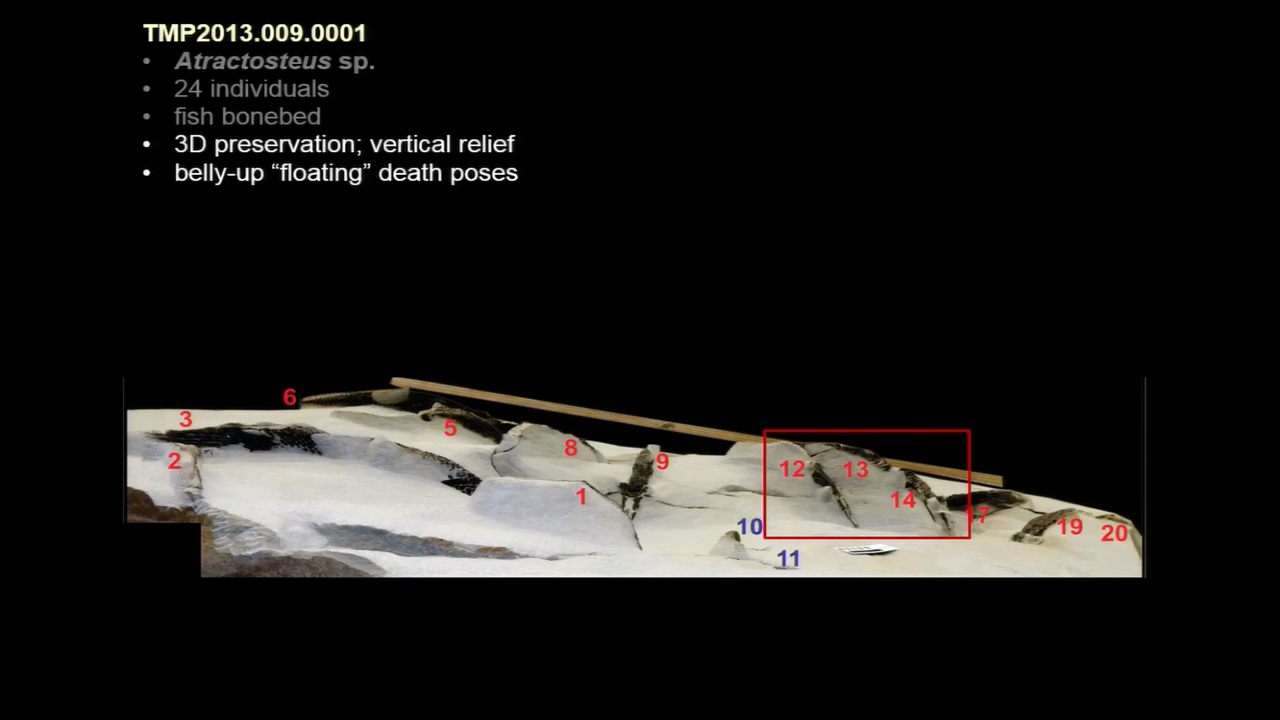 TMP2013.009.0001
• Atractosteus sp.
• 24 individuals
• fish bonebed
• 3D preservation; vertical relief
• belly-up “floating” death poses
6
3
5
2
8
9
12
13
1
14
17
10
19
20
11